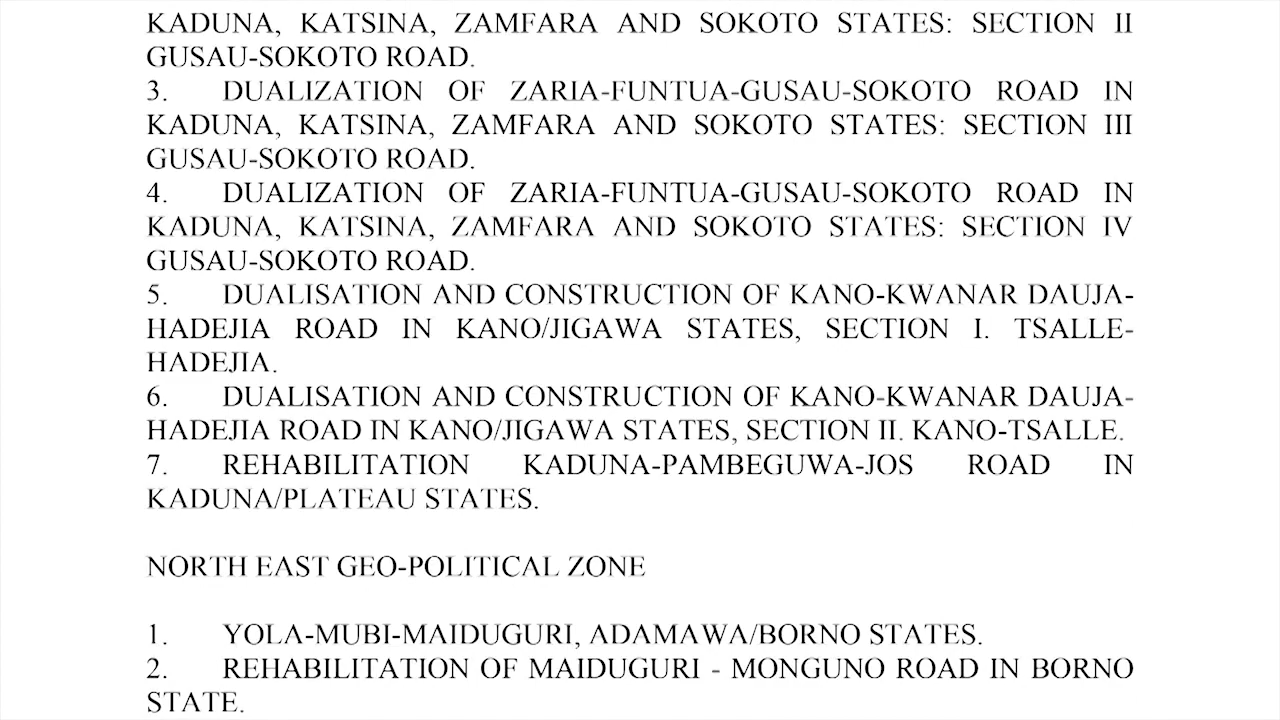 KADUNA, KATSINA, ZAMFARA AND SOKOTO STATES: SECTION II
GUSAU-SOKOTO ROAD.
3. DUALIZATION OF ZARIA-FUNTUA-GUSAU-SOKOTO ROAD IN
KADUNA, KATSINA, ZAMFARA AND SOKOTO STATES: SECTION III
GUSAU-SOKOTO ROAD.
4. DUALIZATION OF ZARIA-FUNTUA-GUSAU-SOKOTO ROAD IN
KADUNA, KATSINA, ZAMFARA AND SOKOTO STATES: SECTION IV
GUSAU-SOKOTO ROAD.
5. DUALISATION AND CONSTRUCTION OF KANO-KWANAR DAUJA-
HADEJIA ROAD IN KANO/JIGAWA STATES, SECTION I. TSALLE-
HADEJIA.
6. DUALISATION AND CONSTRUCTION OF KANO-KWANAR DAUJA-
HADEJIA ROAD IN KANO/JIGAWA STATES, SECTION II. KANO-TSALLE.
7. REHABILITATION KADUNA-PAMBEGUWA-JOS ROAD IN
KADUNA/PLATEAU STATES.
NORTH EAST GEO-POLITICAL ZONE
1. YOLA-MUBI-MAIDUGURI, ADAMAWA/BORNO STATES.
2. REHABILITATION OF MAIDUGURI - MONGUNO ROAD IN BORNO
STATE.